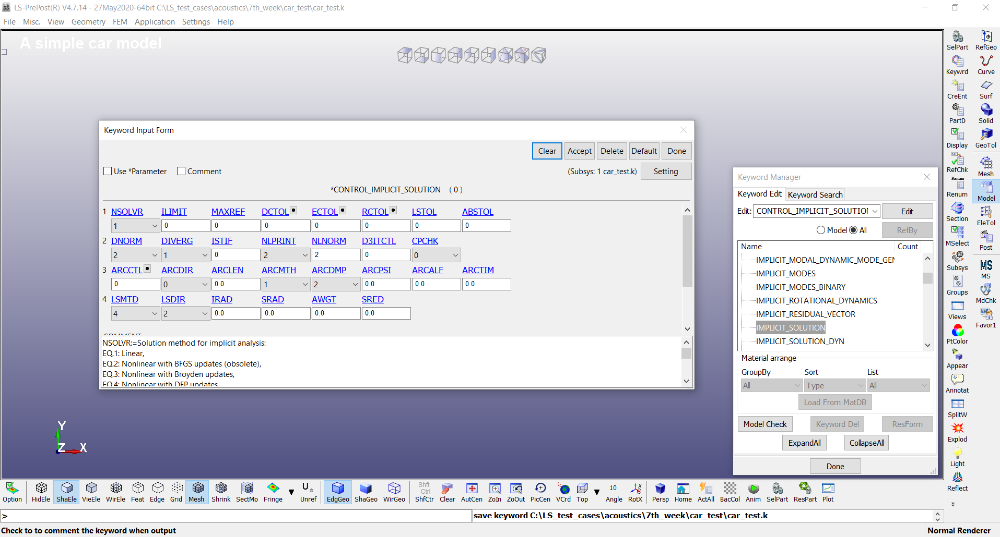 LS-PrePost(R) V4.7.14 - 27May2020-64bit C:\LS_test_cases\acoustics\7th_week\car_test\car_test.k
File Misc. View Geometry FEM Application Settings Help
A simple car model
Keyword Input Form
Clear Accept Delete Default Done
Use *Parameter Comment (Subsys: 1 car_test.k) Setting
*CONTROL_IMPLICIT_SOLUTION (0)
1 NSOLVR ILIMIT MAXREF DCTOL ECTOL RCTOL LSTOL ABSTOL
1 0 0 0 0 0 0 0
2 DNORM DIVERG ISTIF NLPRINT NLNORM D3ITCTL CPCHK
2 1 0 2 2 0 0
3 ARCCTL ARCDIR ARCLEN ARCMTH ARCDMP ARCPSI ARCALF ARCTIM
0 0 0.0 1 2 0.0 0.0 0.0
4 LSMTD LSDIR IRAD SRAD AWGT SRED
4 2 0.0 0.0 0.0 0.0
COMMENT
NSOLVR:=Solution method for implicit analysis:
EQ.1: Linear,
EQ.2: Nonlinear with BFGS updates (obsolete),
EQ.3: Nonlinear with Broyden updates,
EQ.4: Nonlinear with DFP updates
Keyword Manager
Keyword Edit Keyword Search
Edit: CONTROL_IMPLICIT_SOLUTION Edit
Model All RefBy
Name Count
IMPLICIT_MODAL_DYNAMIC_MODE_GEN
IMPLICIT_MODES
IMPLICIT_MODES_BINARY
IMPLICIT_ROTATIONAL_DYNAMICS
IMPLICIT_RESIDUAL_VECTOR
IMPLICIT_SOLUTION
IMPLICIT_SOLUTION_DYN
Material arrange
GroupBy Sort List
All Type All
Load From MatDB
Model Check Keyword Del ResForm
ExpandAll CollapseAll
Done
SelPart RefGeo
Keywrd Curve
CreEnt Surf
PartD Solid
Display GeoTol
RefChk Mesh
Renum
Renum Model
Section EleTol
MSelect Post
Subsys MS
MS
Groups MdChk
Views Favor1
PtColor
Appear
Annotat
SplitW
Explod
Light
Reflect
Y
Z X
Option HidEle ShaEle VieEle WirEle Feat Edge Grid Mesh Shrink SectMo Fringe U Unref EdgGeo ShaGeo WirGeo Shft Ctrl ShfCtr Clear AutCen ZoIn ZoOut PicCen VCrd Top 10 Angle RotX Persp Home ActAll BacCol Anim SelPart ResPart Plot
> save keyword C:\LS_test_cases\acoustics\7th_week\car_test\car_test.k
Check to to comment the keyword when output Normal Renderer